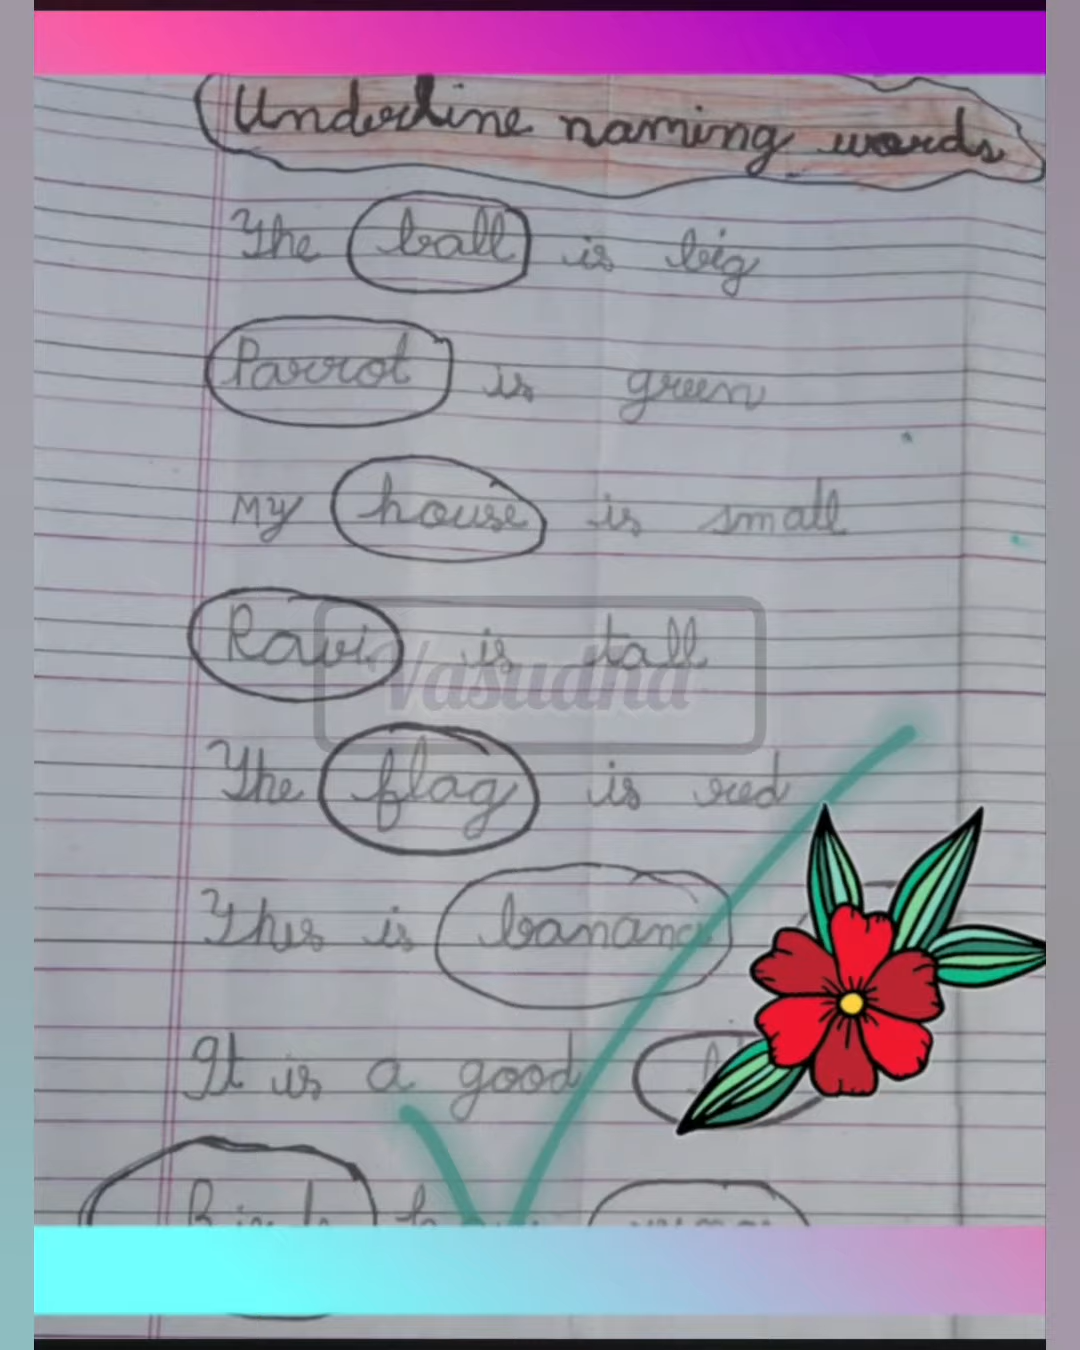 Underline naming words
The ball is big
Parrot is green
My house is small
Ravi is tall
Vasudha
The flag is red
This is banana
It is a good